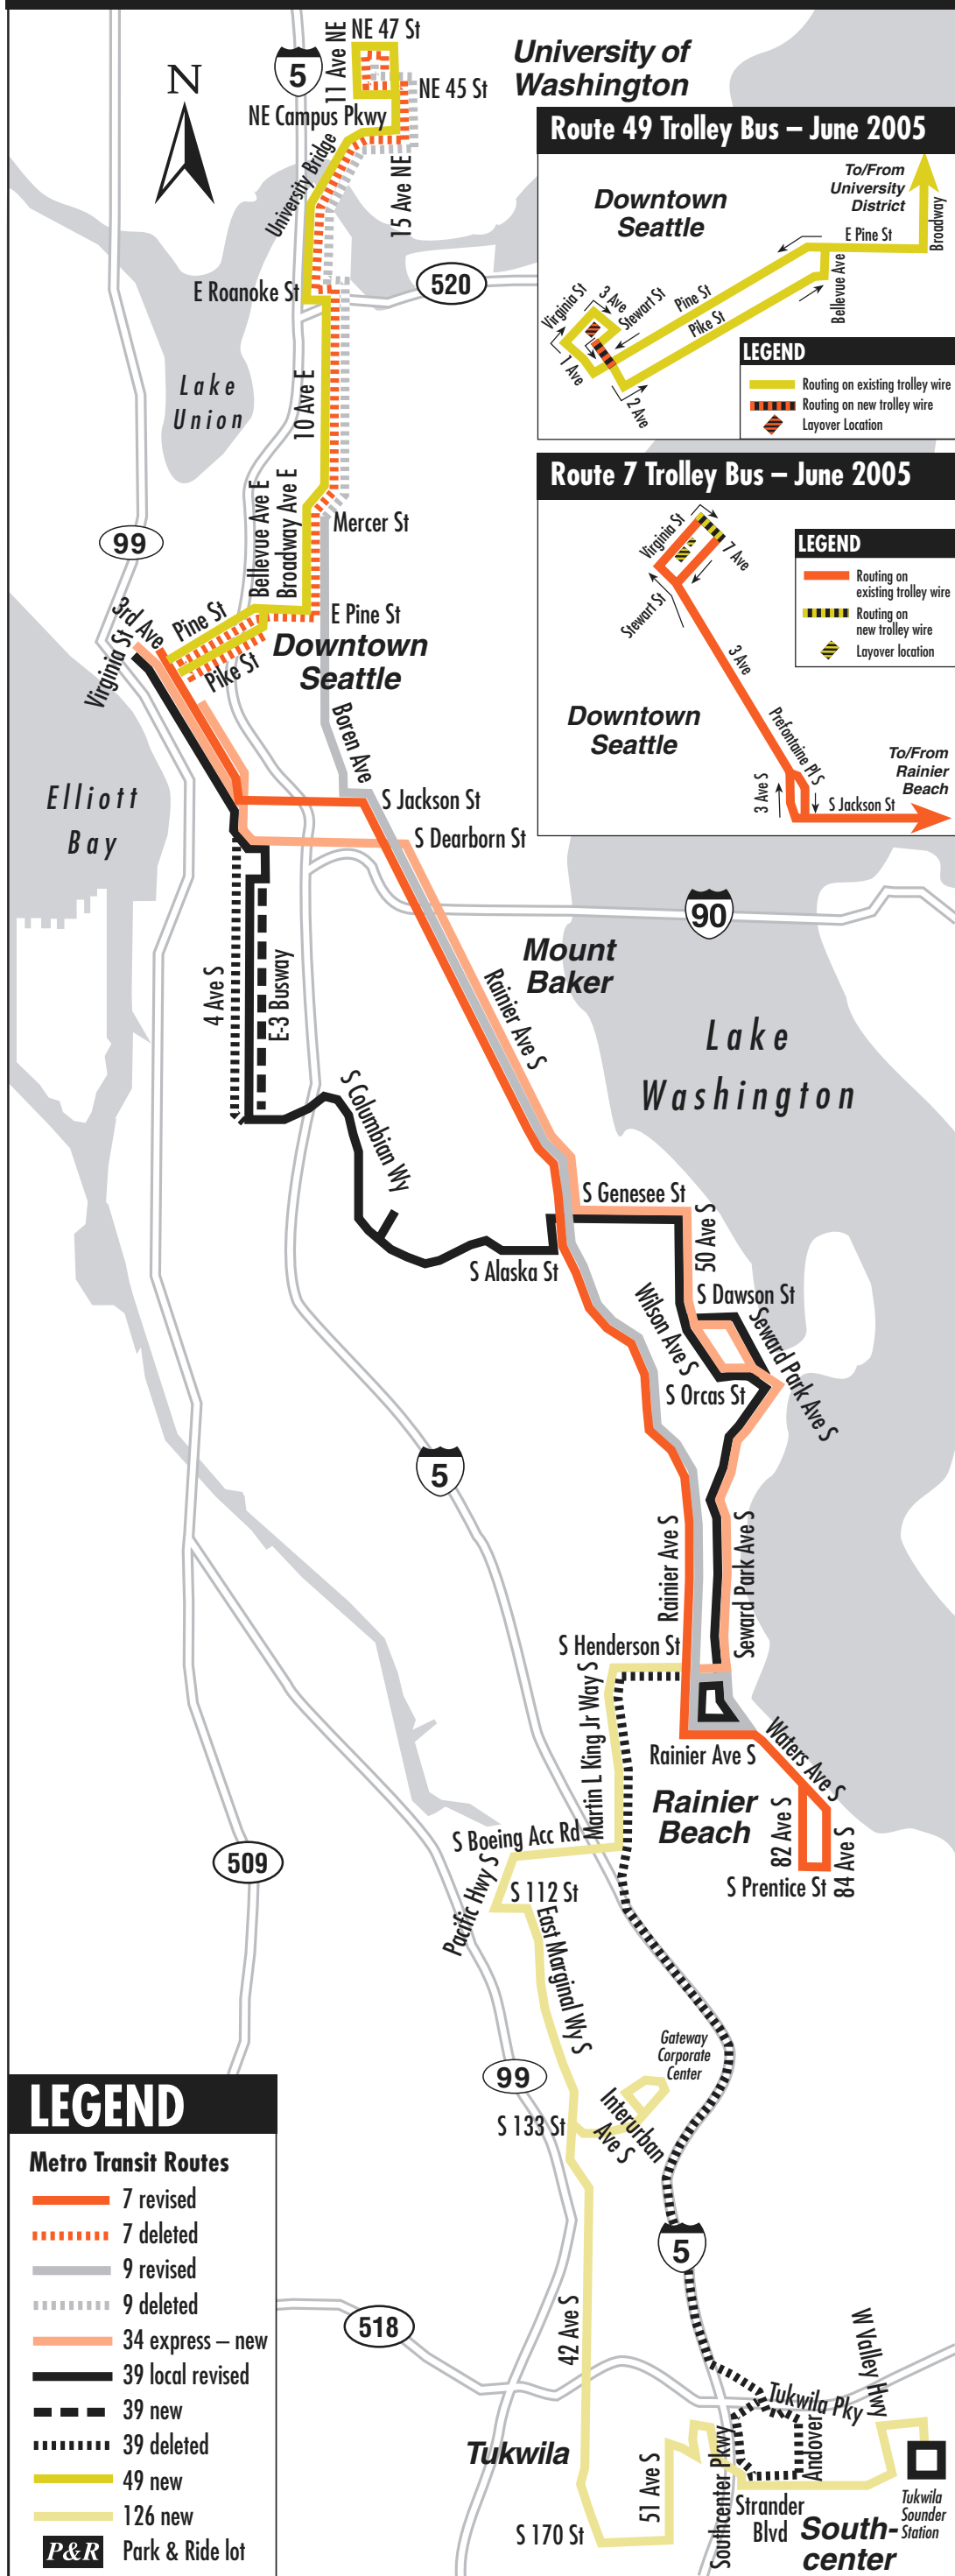 NE 47 St
11 Ave NE
5
N
University of
Washington
NE 45 St
NE Campus Pkwy
University Bridge
15 Ave NE
Route 49 Trolley Bus – June 2005
To/From
University
District
Downtown
Seattle
Broadway
E Pine St
Bellevue Ave
Virginia St
3 Ave
Stewart St
Pine St
Pike St
1 Ave
2 Ave
LEGEND
Routing on existing trolley wire
Routing on new trolley wire
Layover Location
520
E Roanoke St
Lake
Union
10 Ave E
Route 7 Trolley Bus – June 2005
Virginia St
7 Ave
Stewart St
3 Ave
LEGEND
Routing on
existing trolley wire
Routing on
new trolley wire
Layover location
Prefontaine Pl S
Downtown
Seattle
To/From
Rainier
Beach
3 Ave S
S Jackson St
Bellevue Ave E
Broadway Ave E
Mercer St
99
3rd Ave
Pine St
E Pine St
Virginia St
Pike St
Downtown
Seattle
Boren Ave
Elliott
Bay
S Jackson St
S Dearborn St
90
Mount
Baker
4 Ave S
E-3 Busway
Rainier Ave S
Lake
Washington
S Columbian Wy
S Genesee St
50 Ave S
S Alaska St
S Dawson St
Wilson Ave S
Seward Park Ave S
S Orcas St
5
Rainier Ave S
Seward Park Ave S
S Henderson St
Martin L King Jr Way S
Rainier Ave S
Waters Ave S
Rainier
Beach
82 Ave S
84 Ave S
S Prentice St
S Boeing Acc Rd
509
Pacific Hwy S
S 112 St
East Marginal Wy S
Gateway
Corporate
Center
99
S 133 St
Interurban
Ave S
5
518
42 Ave S
W Valley Hwy
Tukwila Pky
Tukwila
51 Ave S
Southcenter Pkwy
Andover
Strander
Blvd
S 170 St
South-
center
Tukwila
Sounder
Station
LEGEND
Metro Transit Routes
7 revised
7 deleted
9 revised
9 deleted
34 express – new
39 local revised
39 new
39 deleted
49 new
126 new
P&R Park & Ride lot